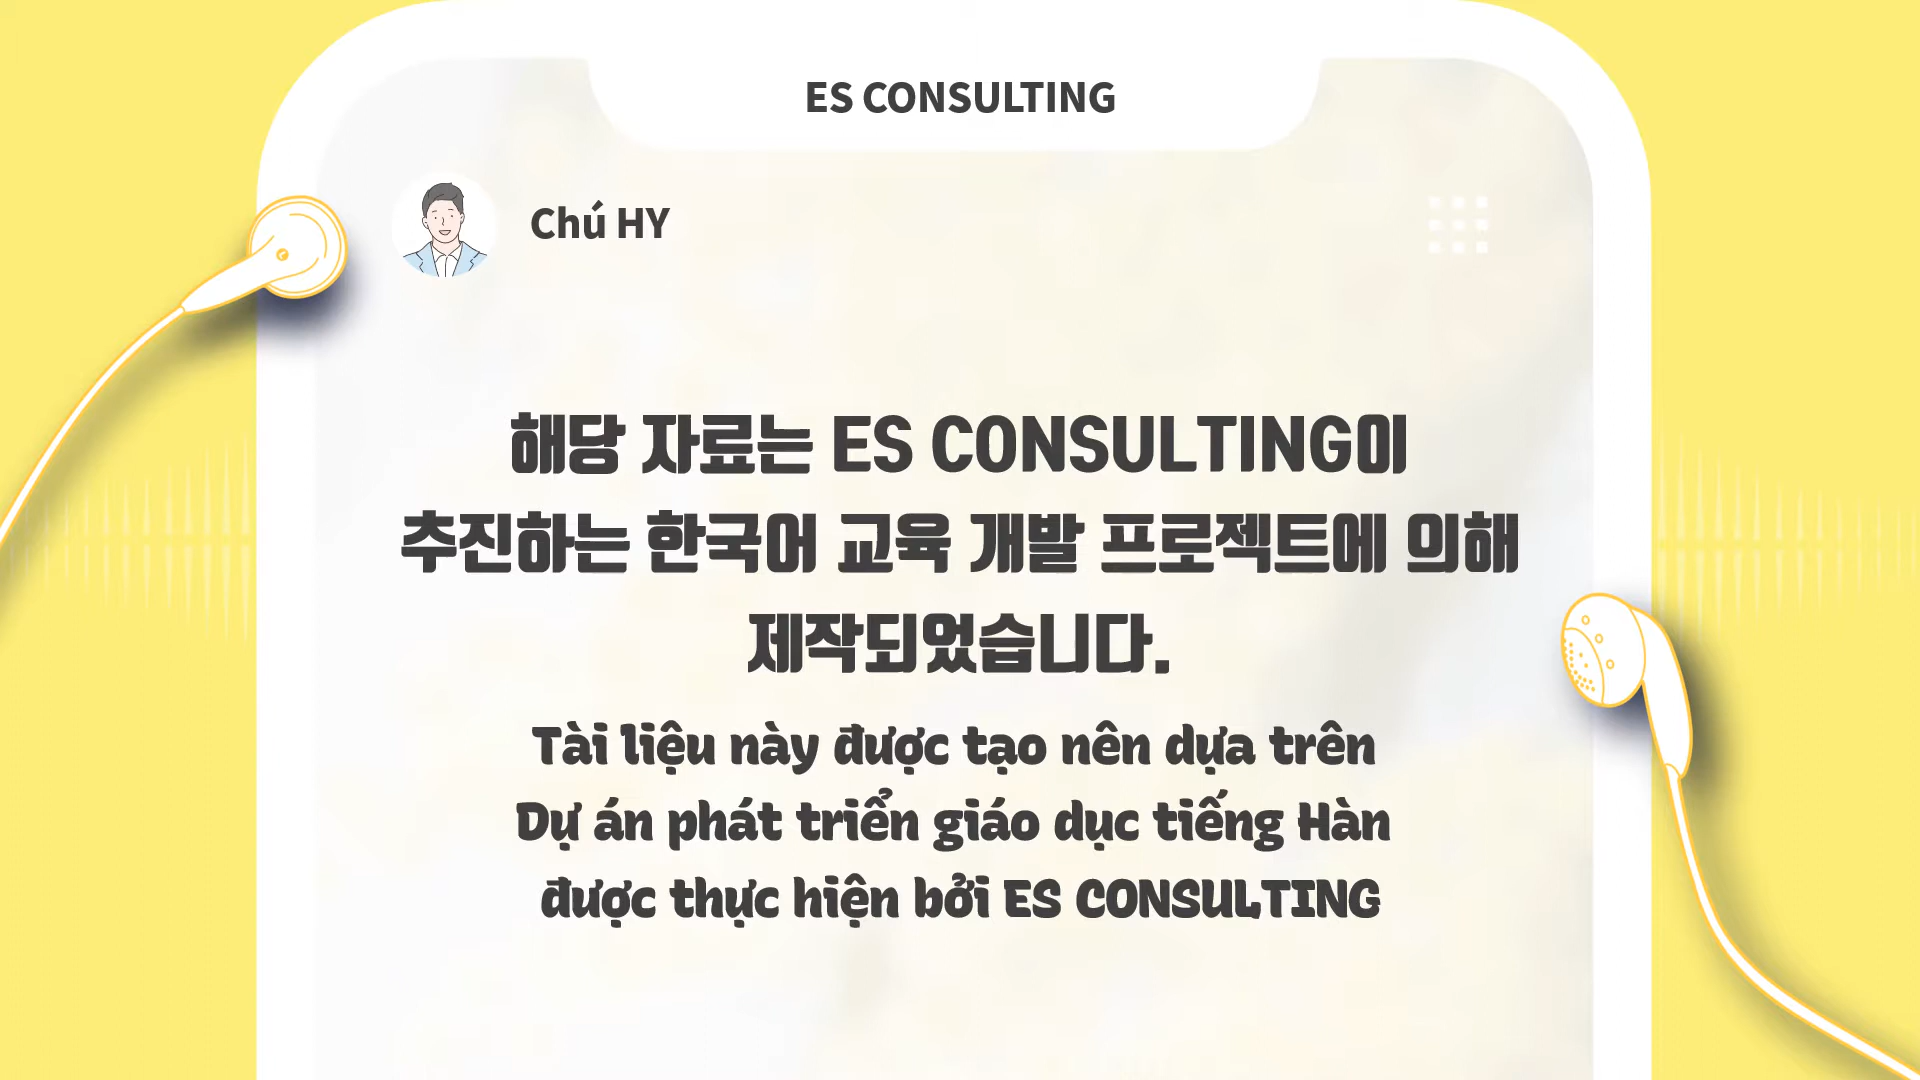 ES CONSULTING
Chú HY
해당 자료는 ES CONSULTING이
추진하는 한국어 교육 개발 프로젝트에 의해
제작되었습니다.
Tài liệu này được tạo nên dựa trên
Dự án phát triển giáo dục tiếng Hàn
được thực hiện bởi ES CONSULTING